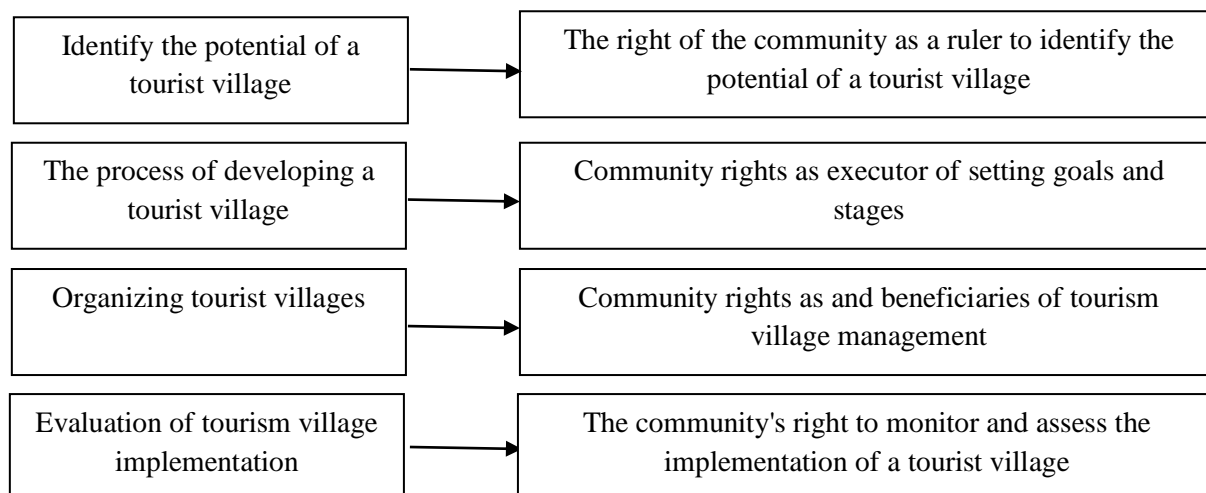 Identify the potential of a
tourist village
The right of the community as a ruler to identify the
potential of a tourist village
The process of developing a
tourist village
Community rights as executor of setting goals and
stages
Organizing tourist villages
Community rights as and beneficiaries of tourism
village management
Evaluation of tourism village
implementation
The community's right to monitor and assess the
implementation of a tourist village